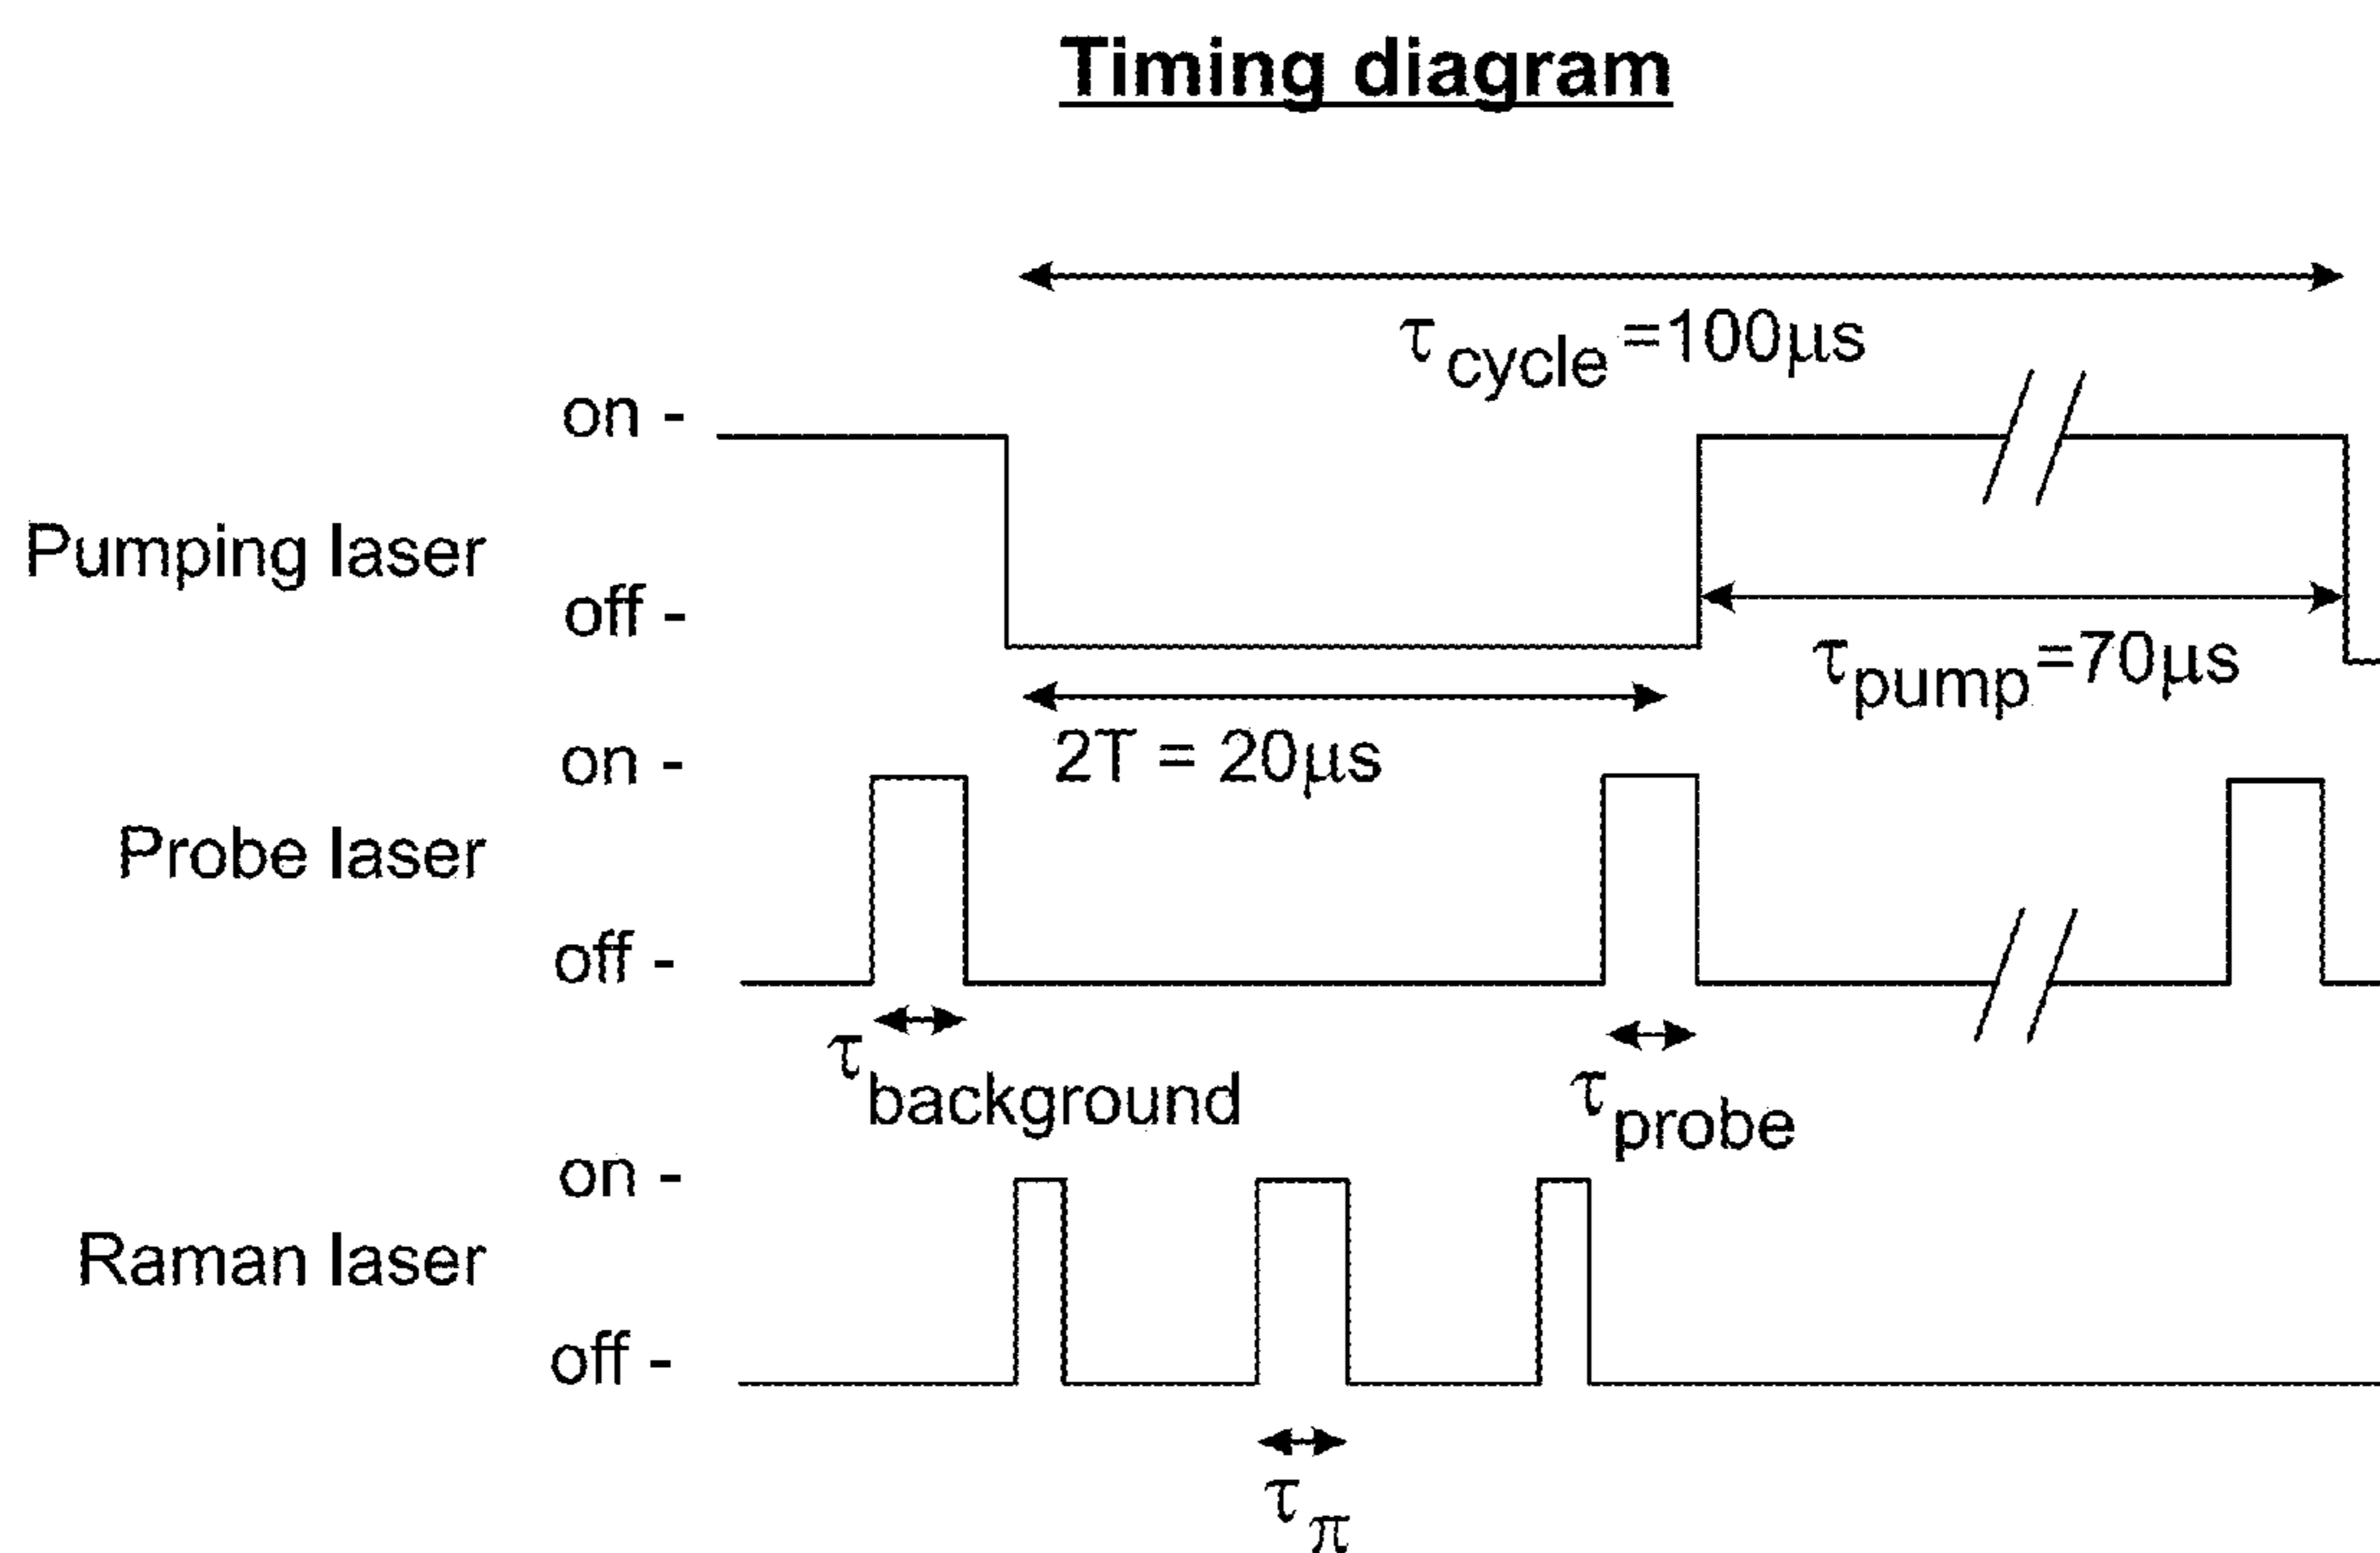 Timing diagram
τcycle=100μs
on -
Pumping laser
off -
τpump=70μs
2T = 20μs
on -
Probe laser
off -
τbackground
τprobe
on -
Raman laser
off -
τπ